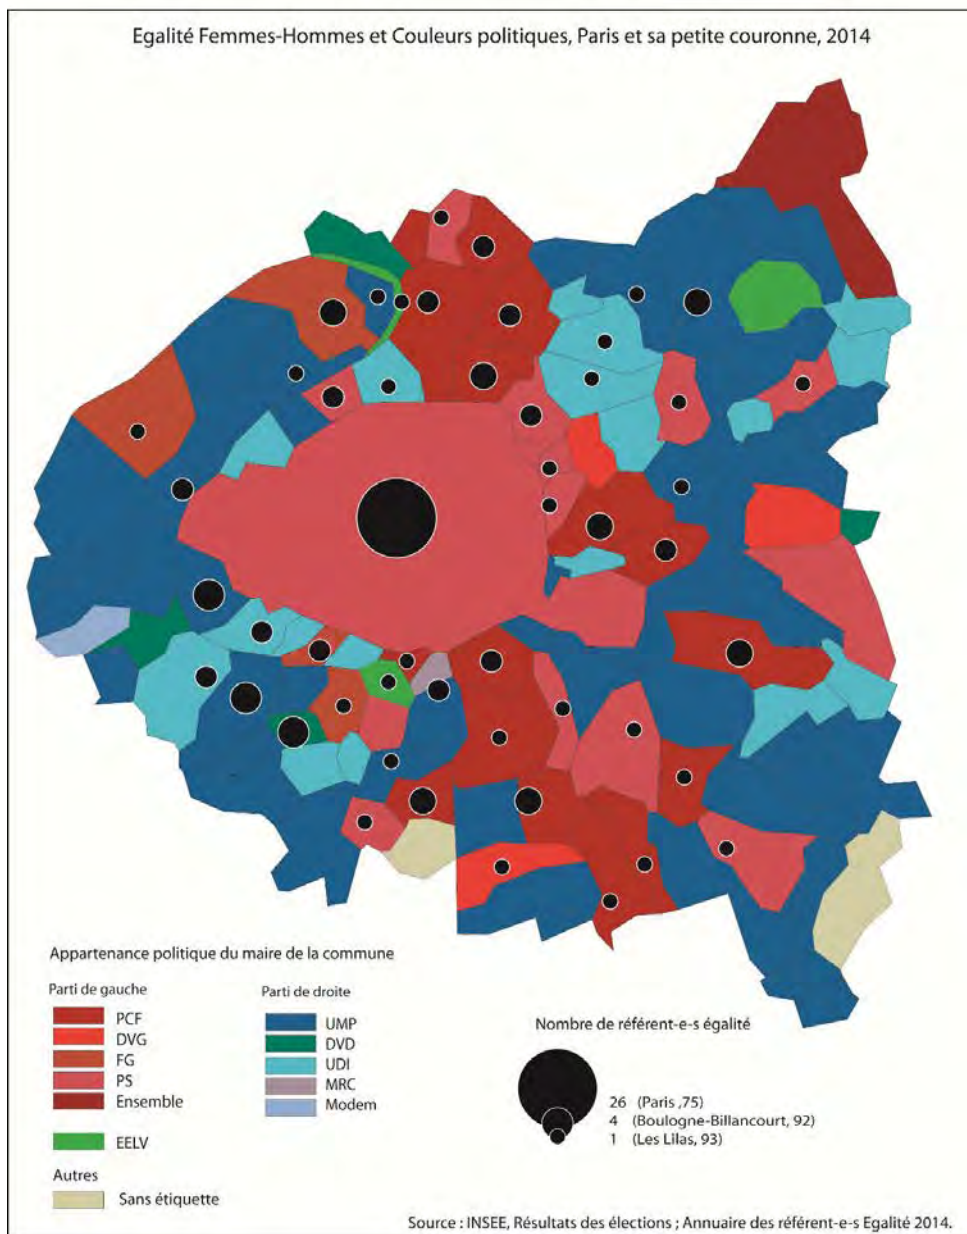 Egalité Femmes-Hommes et Couleurs politiques, Paris et sa petite couronne, 2014
Appartenance politique du maire de la commune
Parti de gauche
PCF
DVG
FG
PS
Ensemble
EELV
Autres
Sans étiquette
Parti de droite
UMP
DVD
UDI
MRC
Modem
Nombre de référent-e-s égalité
26 (Paris ,75)
4 (Boulogne-Billancourt, 92)
1 (Les Lilas, 93)
Source : INSEE, Résultats des élections ; Annuaire des référent-e-s Egalité 2014.